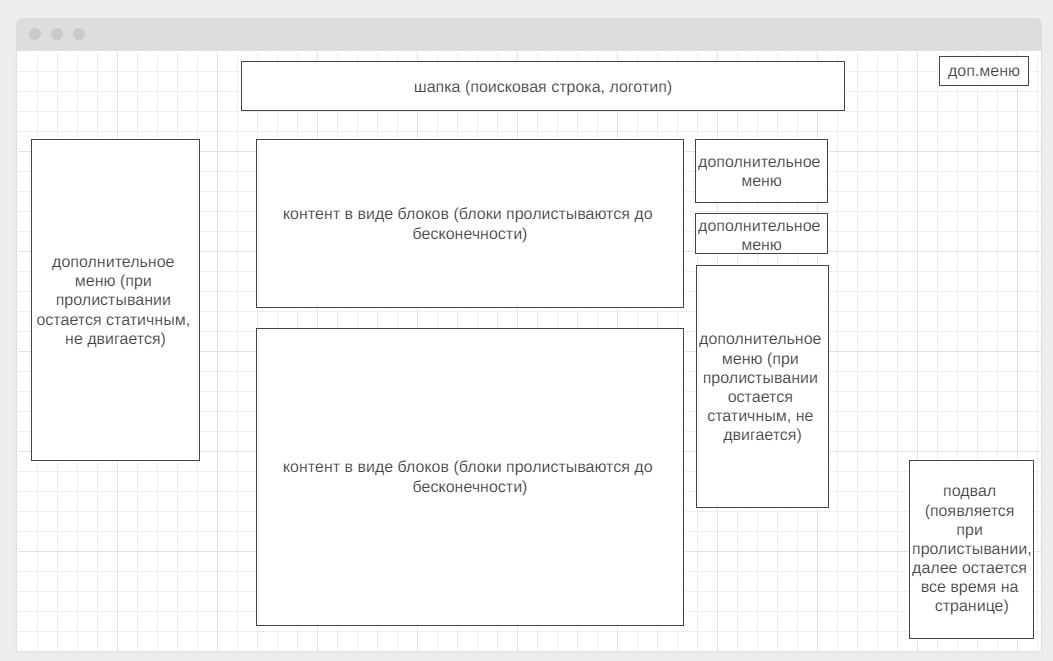 шапка (поисковая строка, логотип)
доп.меню
дополнительное
меню (при
пролистывании
остается статичным,
не двигается)
контент в виде блоков (блоки пролистываются до
бесконечности)
дополнительное
меню
дополнительное
меню
дополнительное
меню (при
пролистывании
остается
статичным, не
двигается)
контент в виде блоков (блоки пролистываются до
бесконечности)
подвал
(появляется
при
пролистывании,
далее остается
все время на
странице)